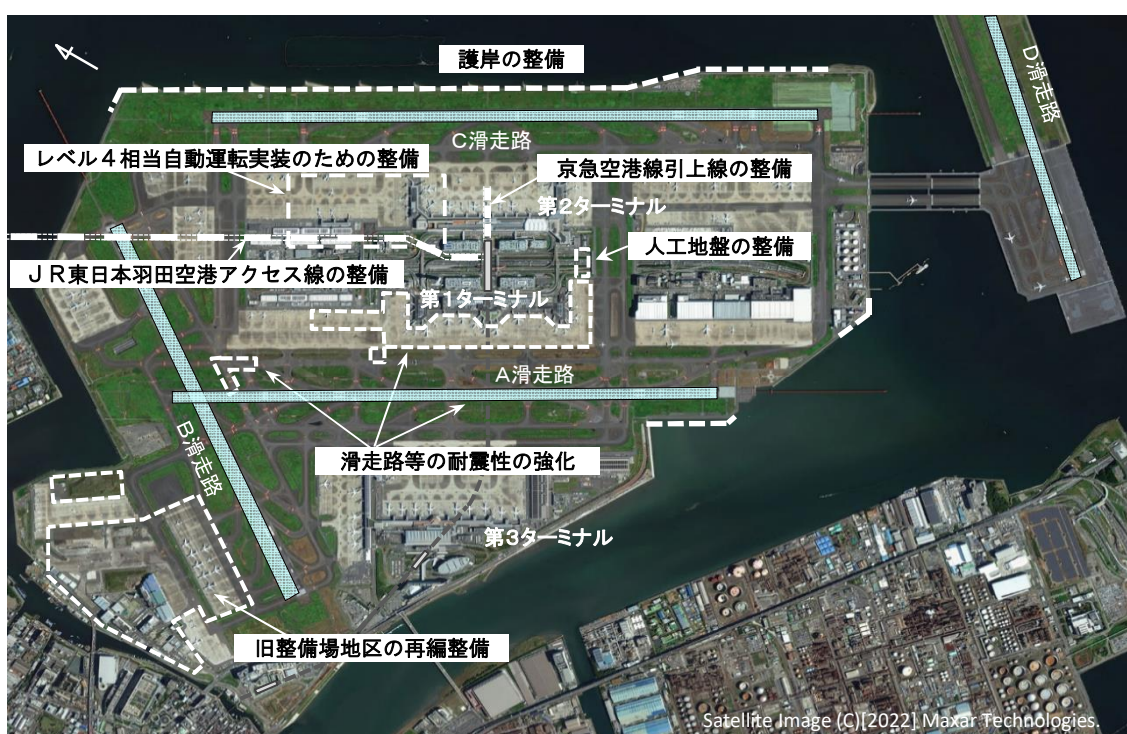 護岸の整備
D滑走路
C滑走路
レベル４相当自動運転実装のための整備
京急空港線引上線の整備
第2ターミナル
人工地盤の整備
ＪＲ東日本羽田空港アクセス線の整備
第1ターミナル
A滑走路
B滑走路
滑走路等の耐震性の強化
第3ターミナル
旧整備場地区の再編整備
Satellite Image (C)[2022] Maxar Technologies.